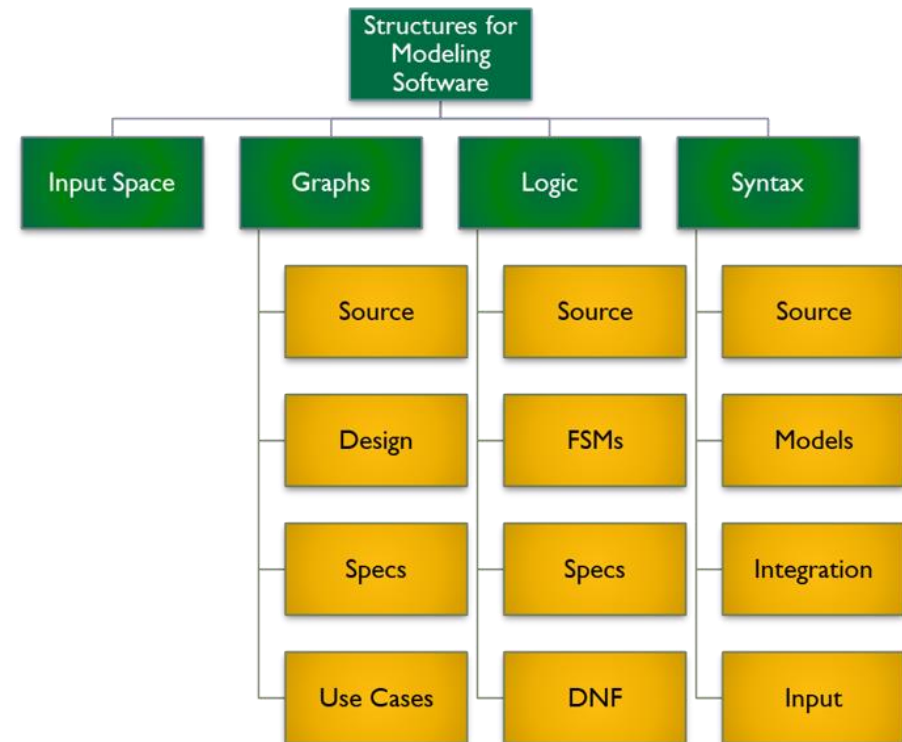 Structures for
Modeling
Software
Input Space
Graphs
Logic
Syntax
Source
Source
Source
Design
FSMs
Models
Specs
Specs
Integration
Use Cases
DNF
Input